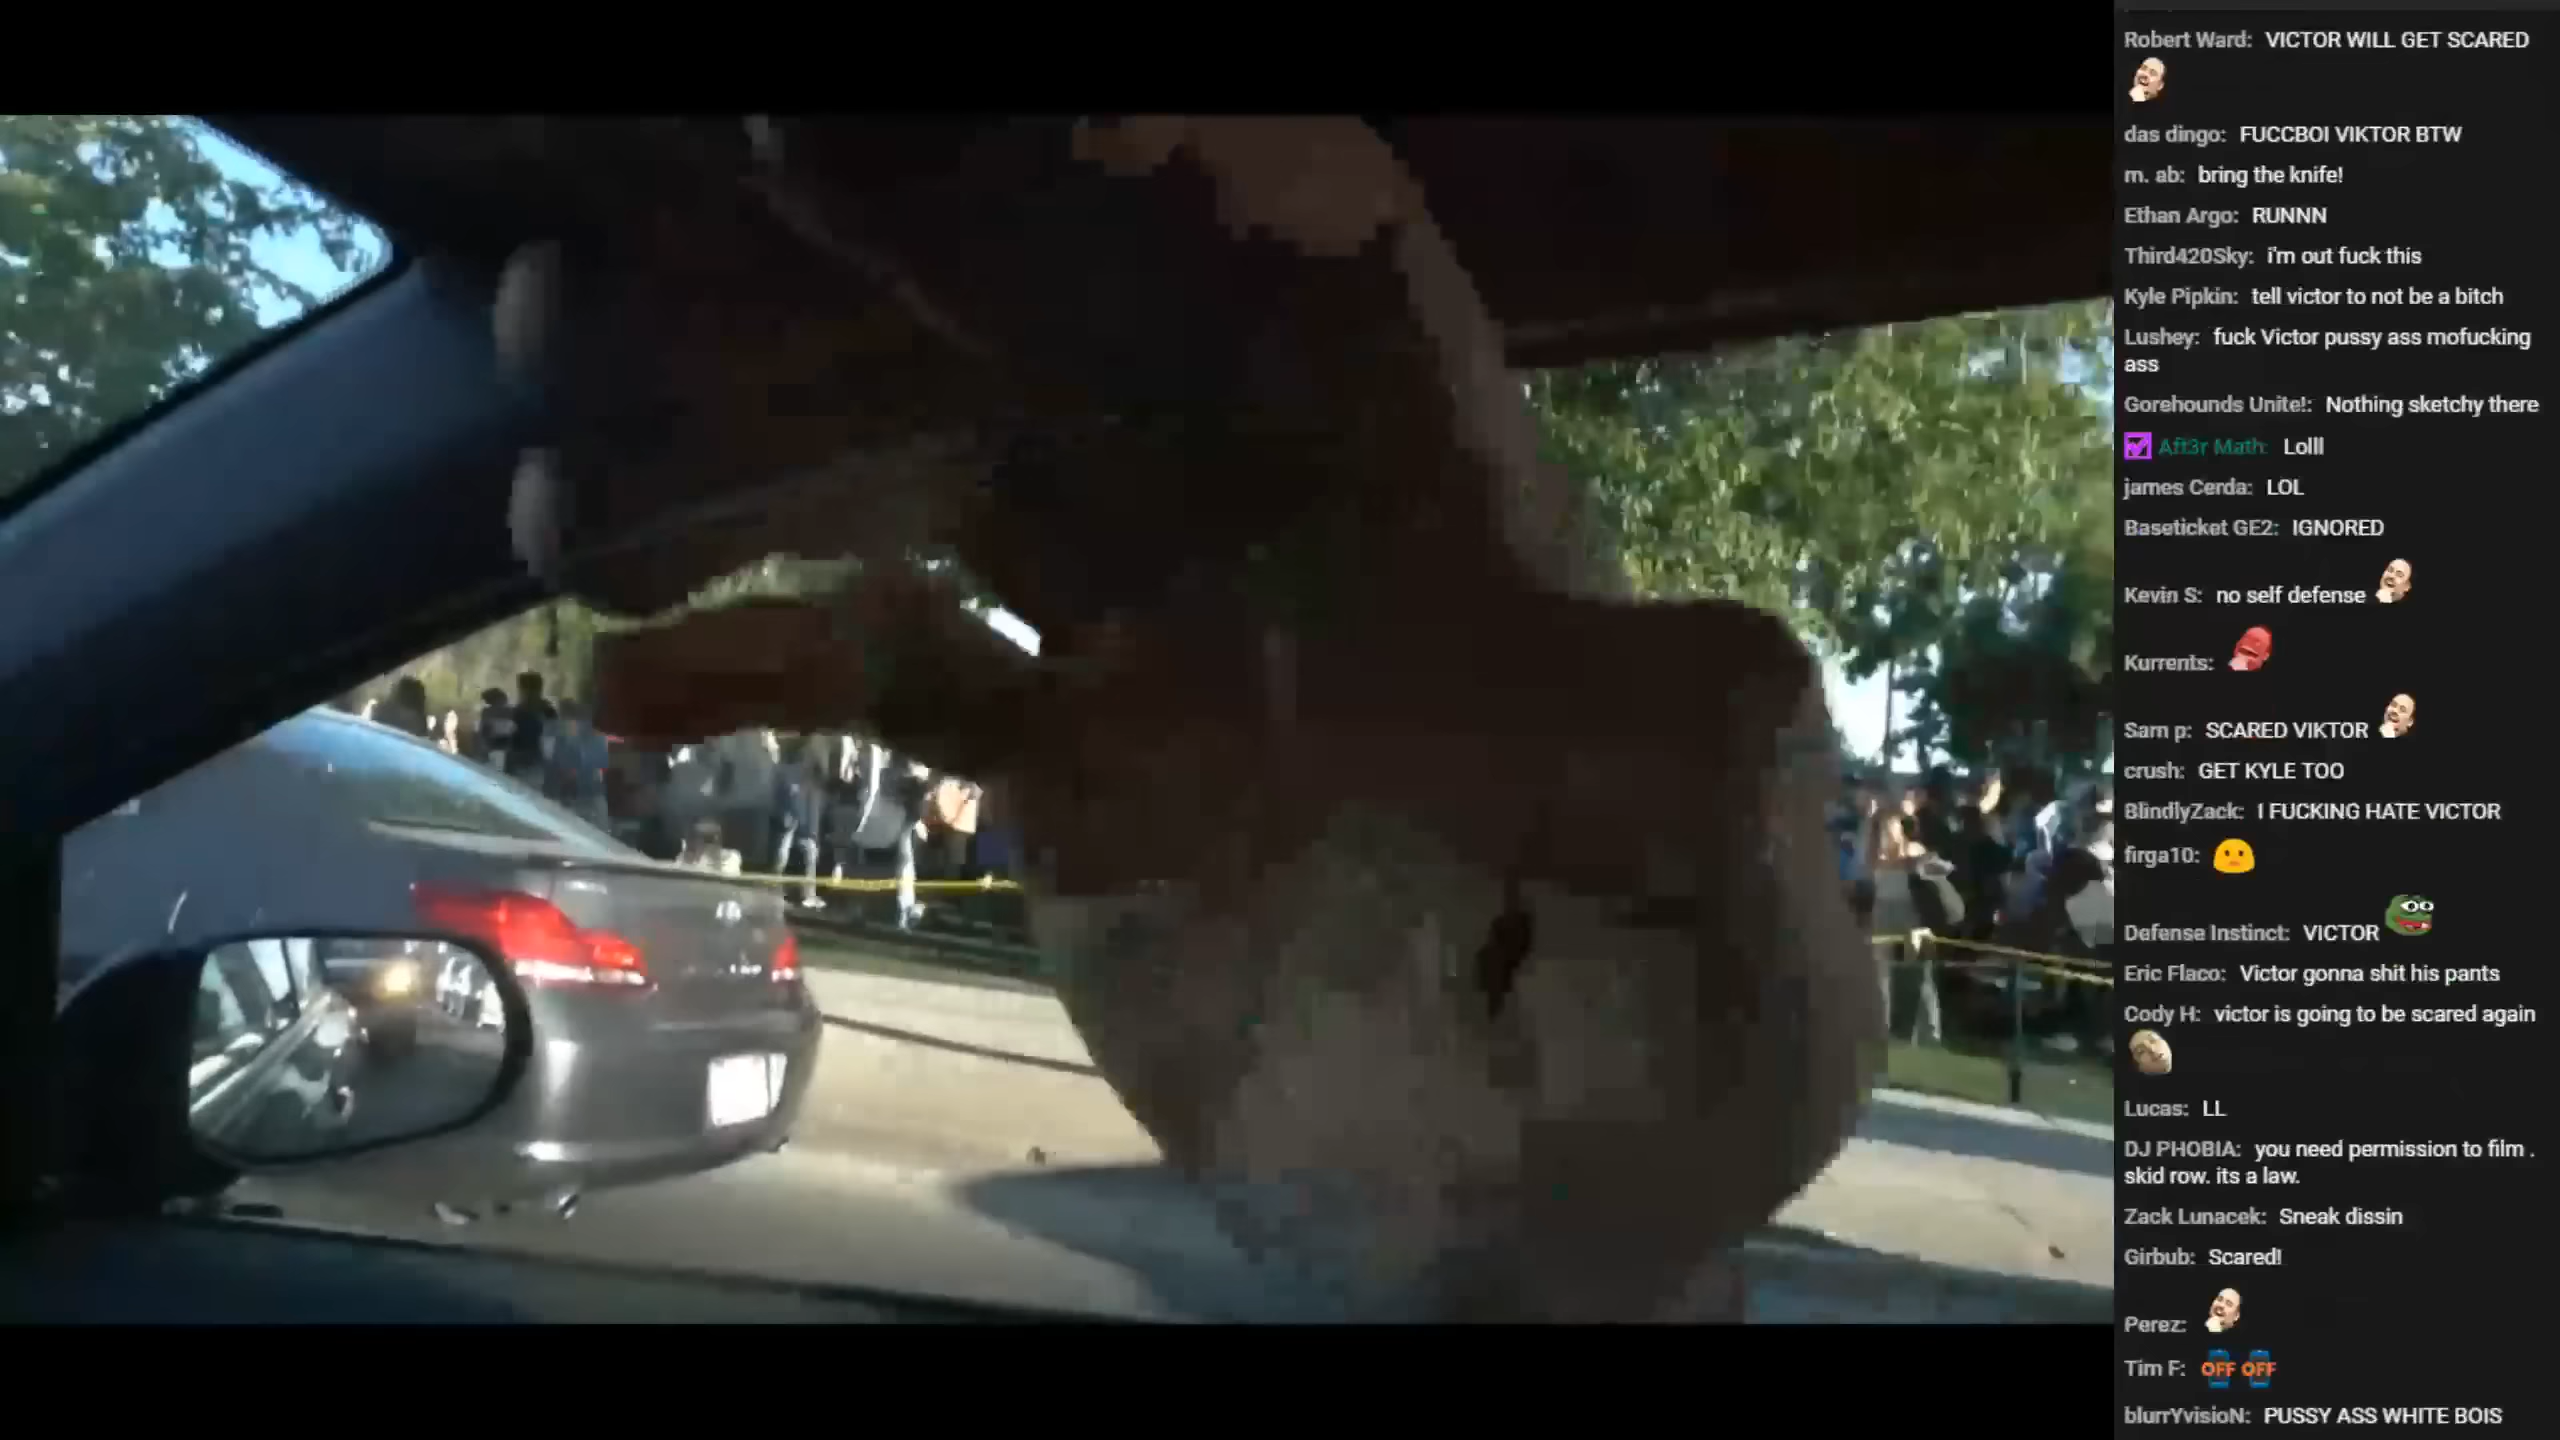 Robert Ward: VICTOR WILL GET SCARED
das dingo: FUCCBOI VIKTOR BTW
m. ab: bring the knife!
Ethan Argo: RUNNN
Third420Sky: i'm out fuck this
Kyle Pipkin: tell victor to not be a bitch
Lushey: fuck Victor pussy ass mofucking
ass
Gorehounds Unite!: Nothing sketchy there
Aft3r Math: Lolll
james Cerda: LOL
Baseticket GE2: IGNORED
Kevin S: no self defense
Kurrents:
Sam p: SCARED VIKTOR
crush: GET KYLE TOO
BlindlyZack: I FUCKING HATE VICTOR
firga10:
Defense Instinct: VICTOR
Eric Flaco: Victor gonna shit his pants
Cody H: victor is going to be scared again
Lucas: LL
DJ PHOBIA: you need permission to film .
skid row. its a law.
Zack Lunacek: Sneak dissin
Girbub: Scared!
Perez:
Tim F: OFF OFF
blurrYvisioN: PUSSY ASS WHITE BOIS